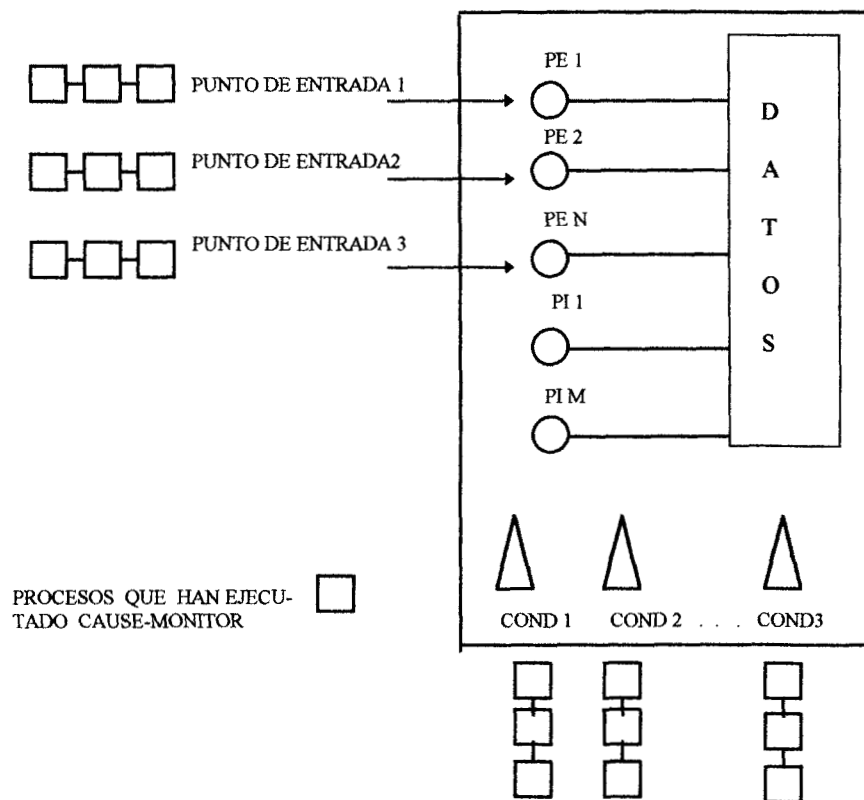 PE 1
PUNTO DE ENTRADA 1
PE 2
PUNTO DE ENTRADA2
PE N
PUNTO DE ENTRADA 3
PI 1
PI M
D
A
T
O
S
PROCESOS QUE HAN EJECU-
TADO CAUSE-MONITOR
COND 1 COND 2 . . . COND3